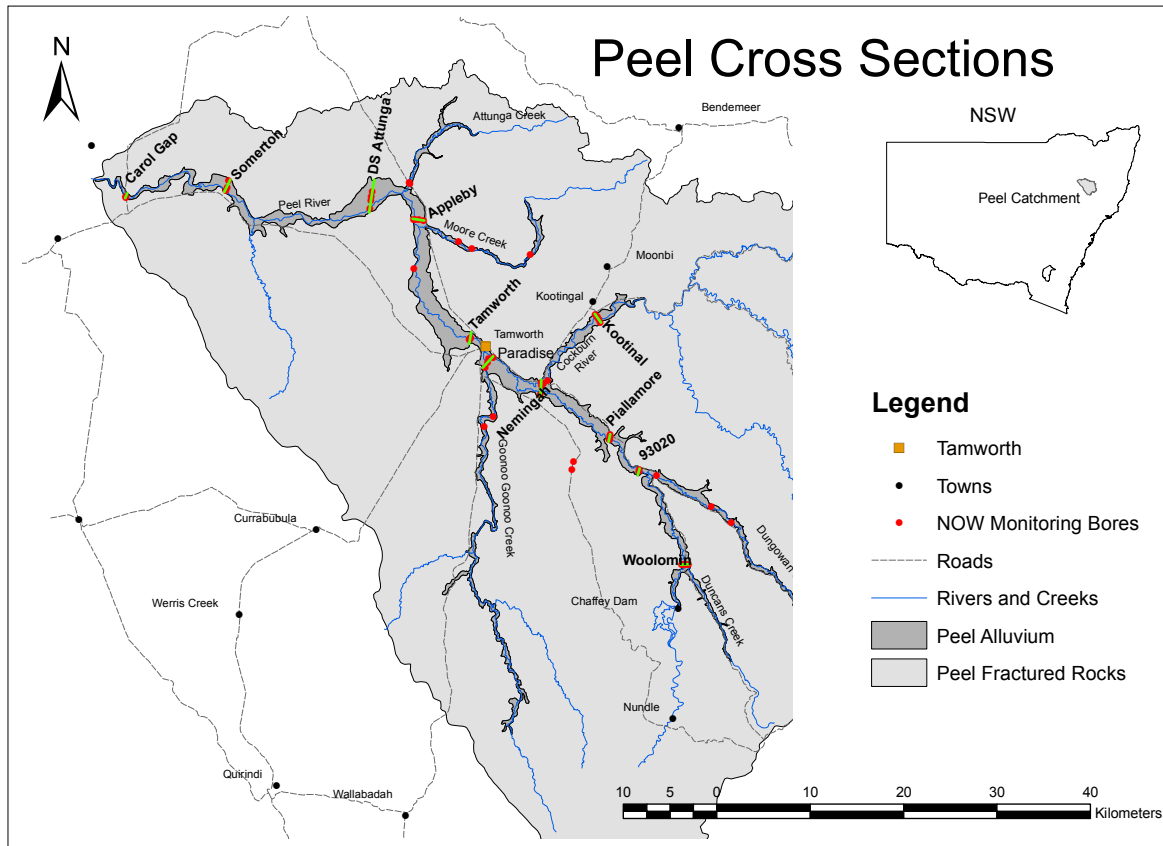 Peel Cross Sections
N
NSW
Peel Catchment
Bendemeer
Attunga Creek
DS Attunga
Carol Gap
Somerton
Peel River
Appleby
Moore Creek
Moonbi
Kootingal
Tamworth
Tamworth
Paradise
Cockburn
River
Kootinal
Nemingah
Piallamore
93020
Goonoo Goonoo Creek
Currabubula
Dungowan
Woolomin
Duncans Creek
Chaffey Dam
Werris Creek
Nundle
Quirindi
Wallabadah
Legend
Tamworth
Towns
NOW Monitoring Bores
Roads
Rivers and Creeks
Peel Alluvium
Peel Fractured Rocks
10 5 0 10 20 30 40
Kilometers